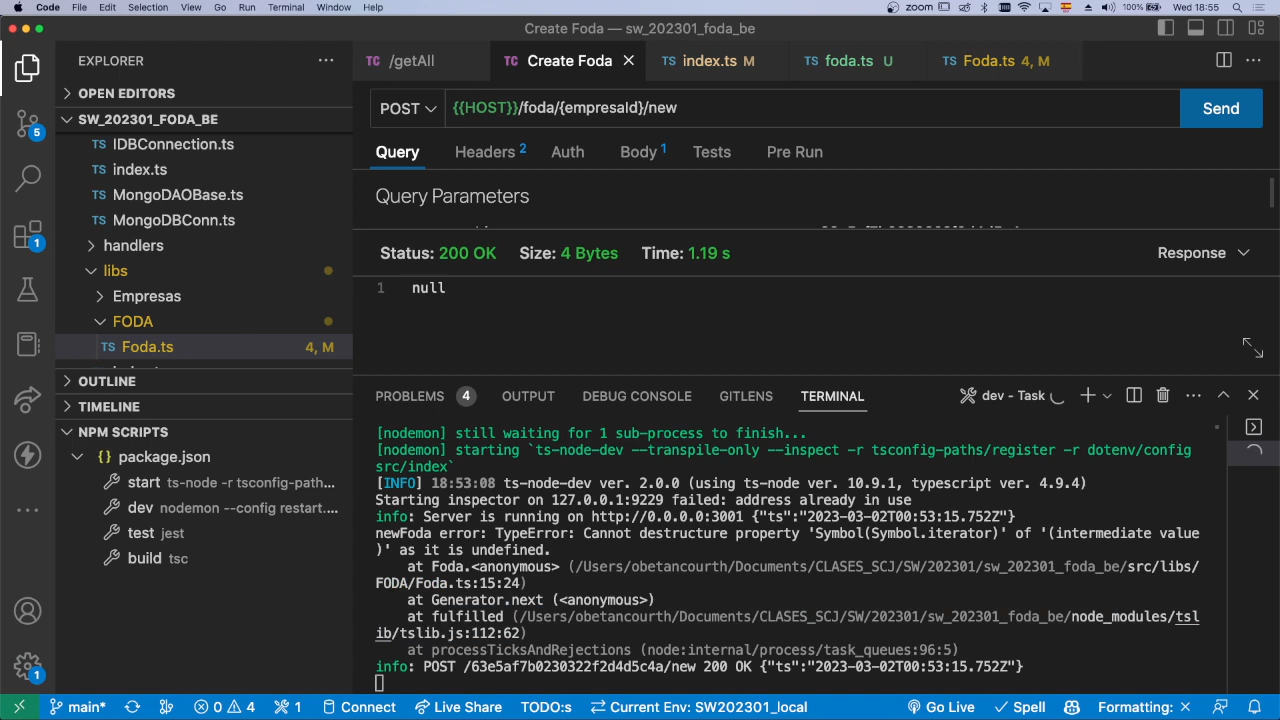 Code File Edit Selection View Go Run Terminal Window Help zoom 100% Wed 18:55
Create Foda — sw_202301_foda_be
EXPLORER
TC /getAll TC Create Foda TS index.ts M TS foda.ts U TS Foda.ts 4, M
OPEN EDITORS
SW_202301_FODA_BE
TS IDBConnection.ts
TS index.ts
TS MongoDAOBase.ts
TS MongoDBConn.ts
handlers
libs
Empresas
FODA
TS Foda.ts 4, M
OUTLINE
TIMELINE
NPM SCRIPTS
{} package.json
start ts-node -r tsconfig-path...
dev nodemon --config restart....
test jest
build tsc
5
1
1
POST {{HOST}}/foda/{empresaId}/new Send
Query Headers 2 Auth Body 1 Tests Pre Run
Query Parameters
Status: 200 OK Size: 4 Bytes Time: 1.19 s Response
1 null
PROBLEMS 4 OUTPUT DEBUG CONSOLE GITLENS TERMINAL dev - Task
[nodemon] still waiting for 1 sub-process to finish...
[nodemon] starting `ts-node-dev --transpile-only --inspect -r tsconfig-paths/register -r dotenv/config
src/index`
[INFO] 18:53:08 ts-node-dev ver. 2.0.0 (using ts-node ver. 10.9.1, typescript ver. 4.9.4)
Starting inspector on 127.0.0.1:9229 failed: address already in use
info: Server is running on http://0.0.0.0:3001 {"ts":"2023-03-02T00:53:15.752Z"}
newFoda error: TypeError: Cannot destructure property 'Symbol(Symbol.iterator)' of '(intermediate value
)' as it is undefined.
at Foda.<anonymous> (/Users/obetancourth/Documents/CLASES_SCJ/SW/202301/sw_202301_foda_be/src/libs/
FODA/Foda.ts:15:24)
at Generator.next (<anonymous>)
at fulfilled (/Users/obetancourth/Documents/CLASES_SCJ/SW/202301/sw_202301_foda_be/node_modules/tsl
ib/tslib.js:112:62)
at processTicksAndRejections (node:internal/process/task_queues:96:5)
info: POST /63e5af7b0230322f2d4d5c4a/new 200 OK {"ts":"2023-03-02T00:53:15.752Z"}
main* 0 4 1 Connect Live Share TODO:s Current Env: SW202301_local Go Live Spell Formatting: ×